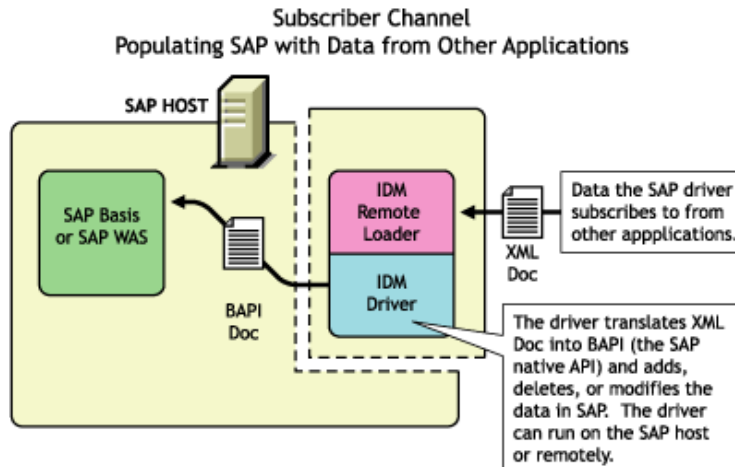 Subscriber Channel
Populating SAP with Data from Other Applications
SAP HOST
SAP Basis
or SAP WAS
BAPI
Doc
IDM
Remote
Loader
IDM
Driver
XML
Doc
Data the SAP driver
subscribes to from
other appplications.
The driver translates XML
Doc into BAPI (the SAP
native API) and adds,
deletes, or modifies the
data in SAP. The driver
can run on the SAP host
or remotely.